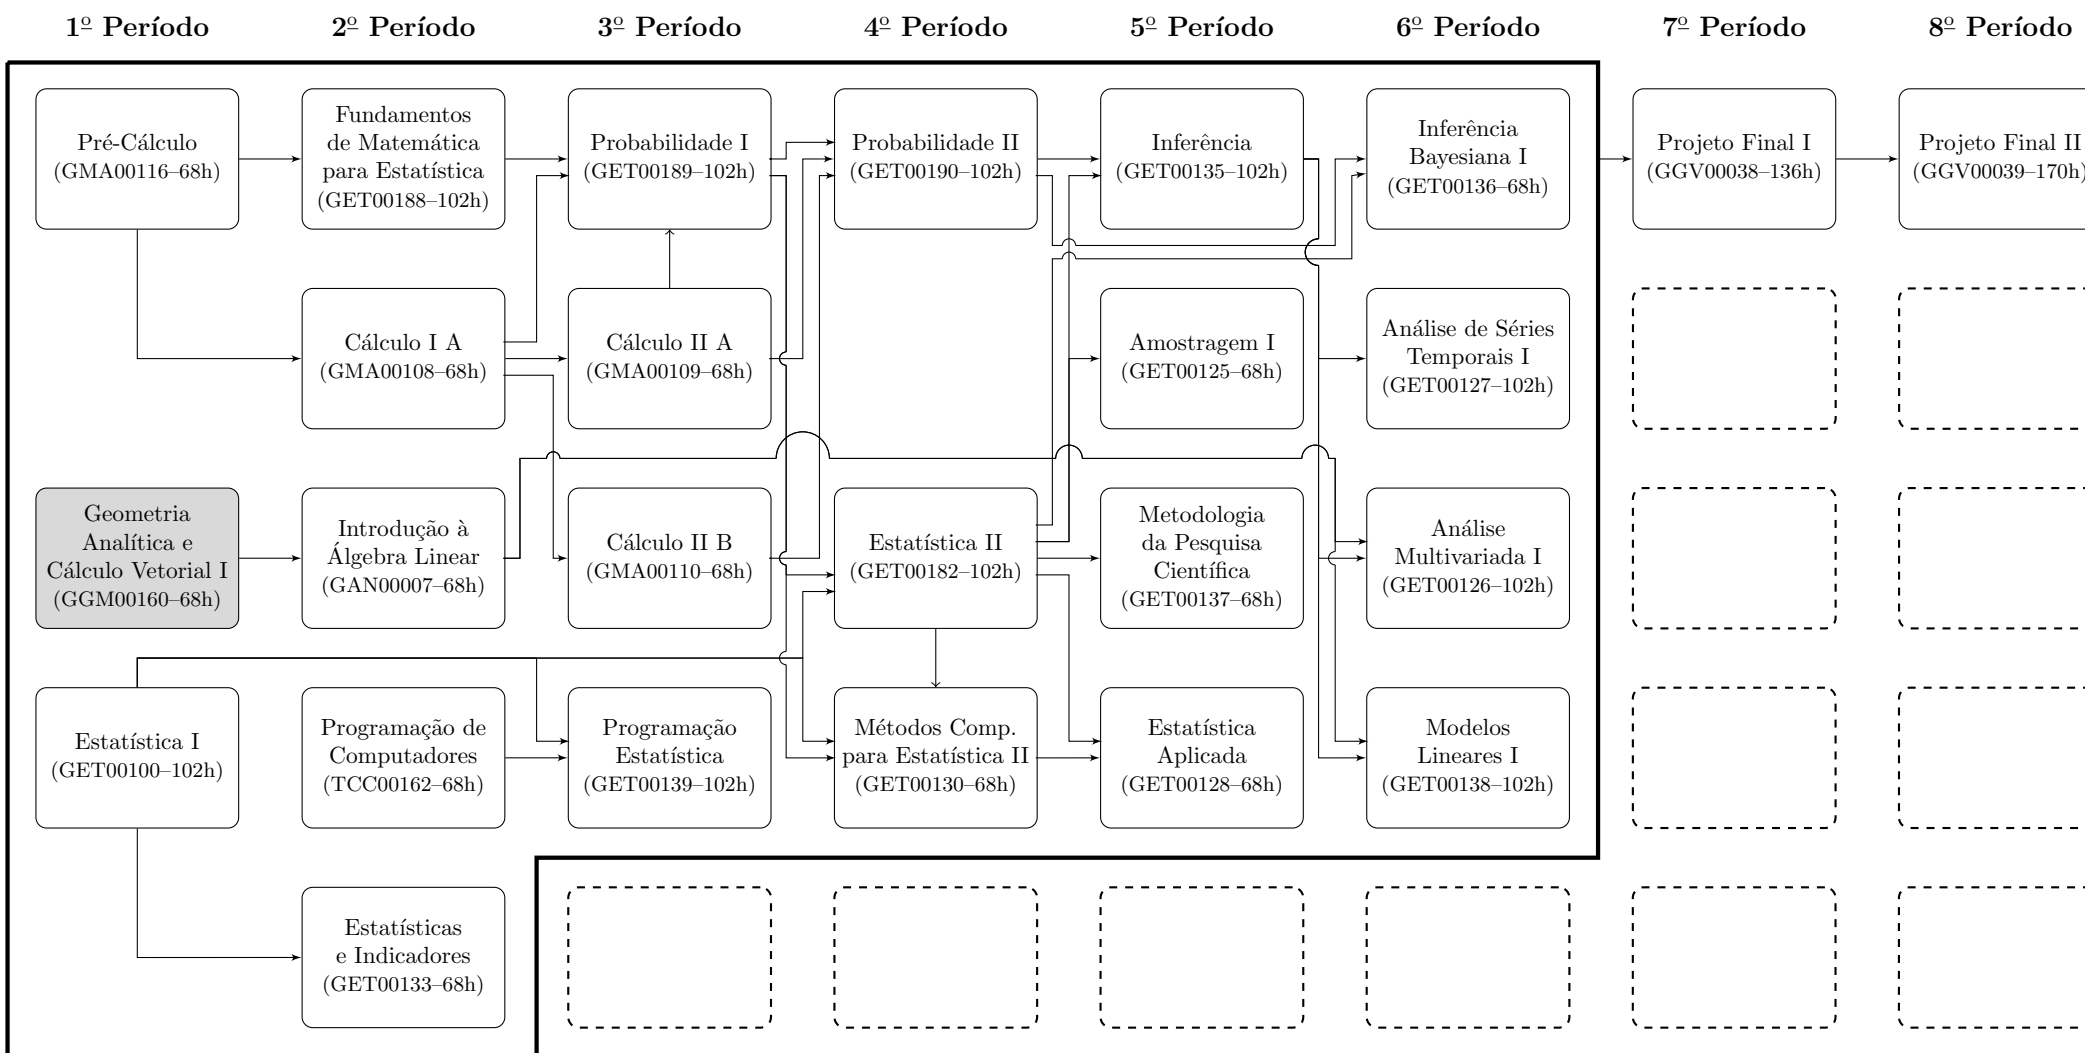 1º Período
2º Período
3º Período
4º Período
5º Período
6º Período
7º Período
8º Período
Pré-Cálculo
(GMA00116–68h)
Fundamentos
de Matemática
para Estatística
(GET00188–102h)
Probabilidade I
(GET00189–102h)
Probabilidade II
(GET00190–102h)
Inferência
(GET00135–102h)
Inferência
Bayesiana I
(GET00136–68h)
Projeto Final I
(GGV00038–136h)
Projeto Final II
(GGV00039–170h)
Cálculo I A
(GMA00108–68h)
Cálculo II A
(GMA00109–68h)
Amostragem I
(GET00125–68h)
Análise de Séries
Temporais I
(GET00127–102h)
Geometria
Analítica e
Cálculo Vetorial I
(GGM00160–68h)
Introdução à
Álgebra Linear
(GAN00007–68h)
Cálculo II B
(GMA00110–68h)
Estatística II
(GET00182–102h)
Metodologia
da Pesquisa
Científica
(GET00137–68h)
Análise
Multivariada I
(GET00126–102h)
Estatística I
(GET00100–102h)
Programação de
Computadores
(TCC00162–68h)
Programação
Estatística
(GET00139–102h)
Métodos Comp.
para Estatística II
(GET00130–68h)
Estatística
Aplicada
(GET00128–68h)
Modelos
Lineares I
(GET00138–102h)
Estatísticas
e Indicadores
(GET00133–68h)